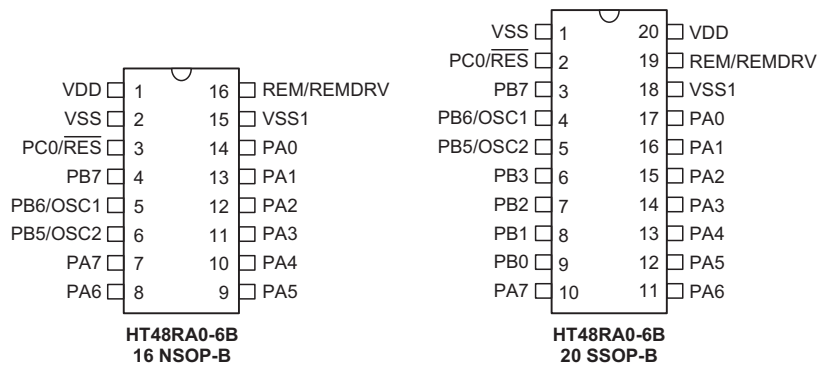 VDD 1 16 REM/REMDRV
VSS 2 15 VSS1
PC0/RES 3 14 PA0
PB7 4 13 PA1
PB6/OSC1 5 12 PA2
PB5/OSC2 6 11 PA3
PA7 7 10 PA4
PA6 8 9 PA5
HT48RA0-6B
16 NSOP-B
VSS 1 20 VDD
PC0/RES 2 19 REM/REMDRV
PB7 3 18 VSS1
PB6/OSC1 4 17 PA0
PB5/OSC2 5 16 PA1
PB3 6 15 PA2
PB2 7 14 PA3
PB1 8 13 PA4
PB0 9 12 PA5
PA7 10 11 PA6
HT48RA0-6B
20 SSOP-B